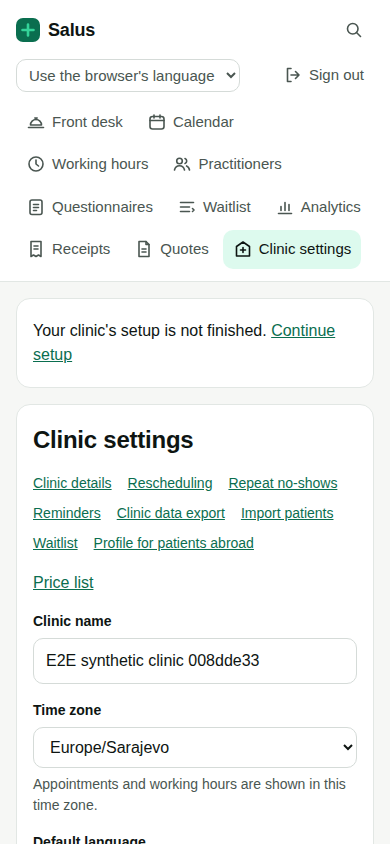 Salus
Use the browser's language
Sign out
Front desk
Calendar
Working hours
Practitioners
Questionnaires
Waitlist
Analytics
Receipts
Quotes
Clinic settings
Your clinic's setup is not finished. Continue
setup
Clinic settings
Clinic details Rescheduling Repeat no-shows
Reminders Clinic data export Import patients
Waitlist Profile for patients abroad
Price list
Clinic name
E2E synthetic clinic 008dde33
Time zone
Europe/Sarajevo
Appointments and working hours are shown in this
time zone.
Default language